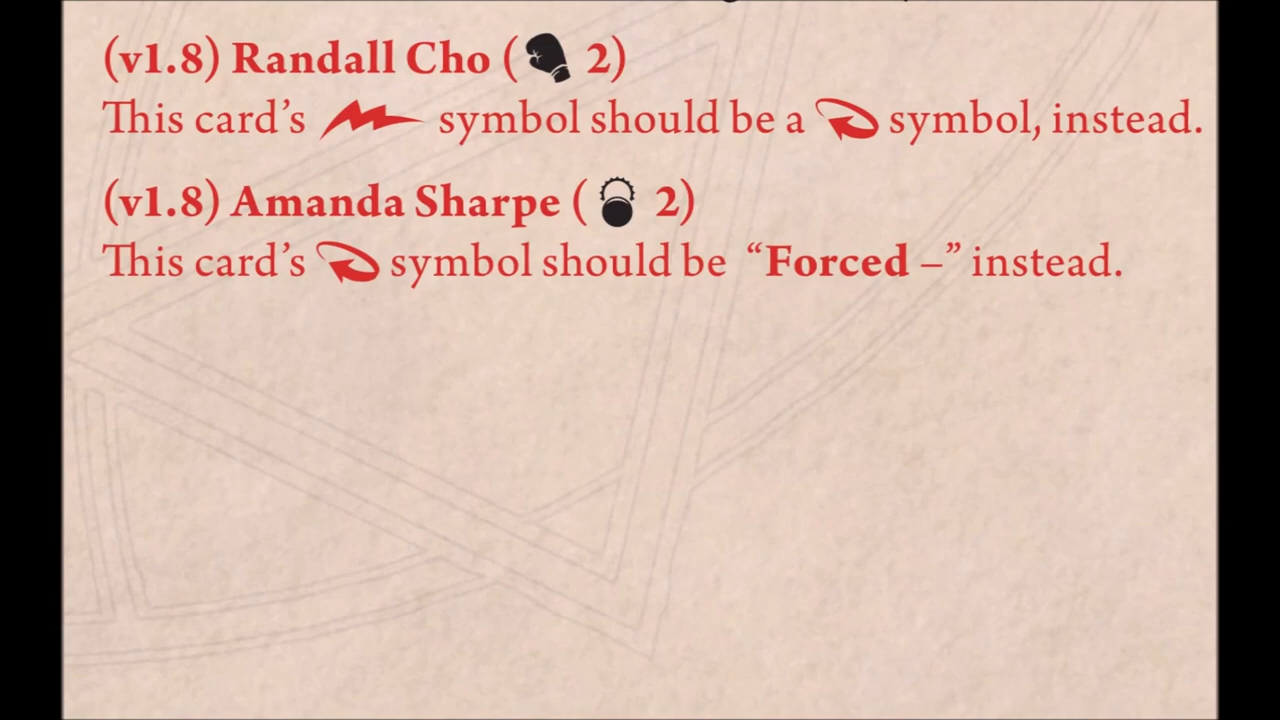 (v1.8) Randall Cho ( 2)
This card’s symbol should be a symbol, instead.
(v1.8) Amanda Sharpe ( 2)
This card’s symbol should be “Forced –” instead.